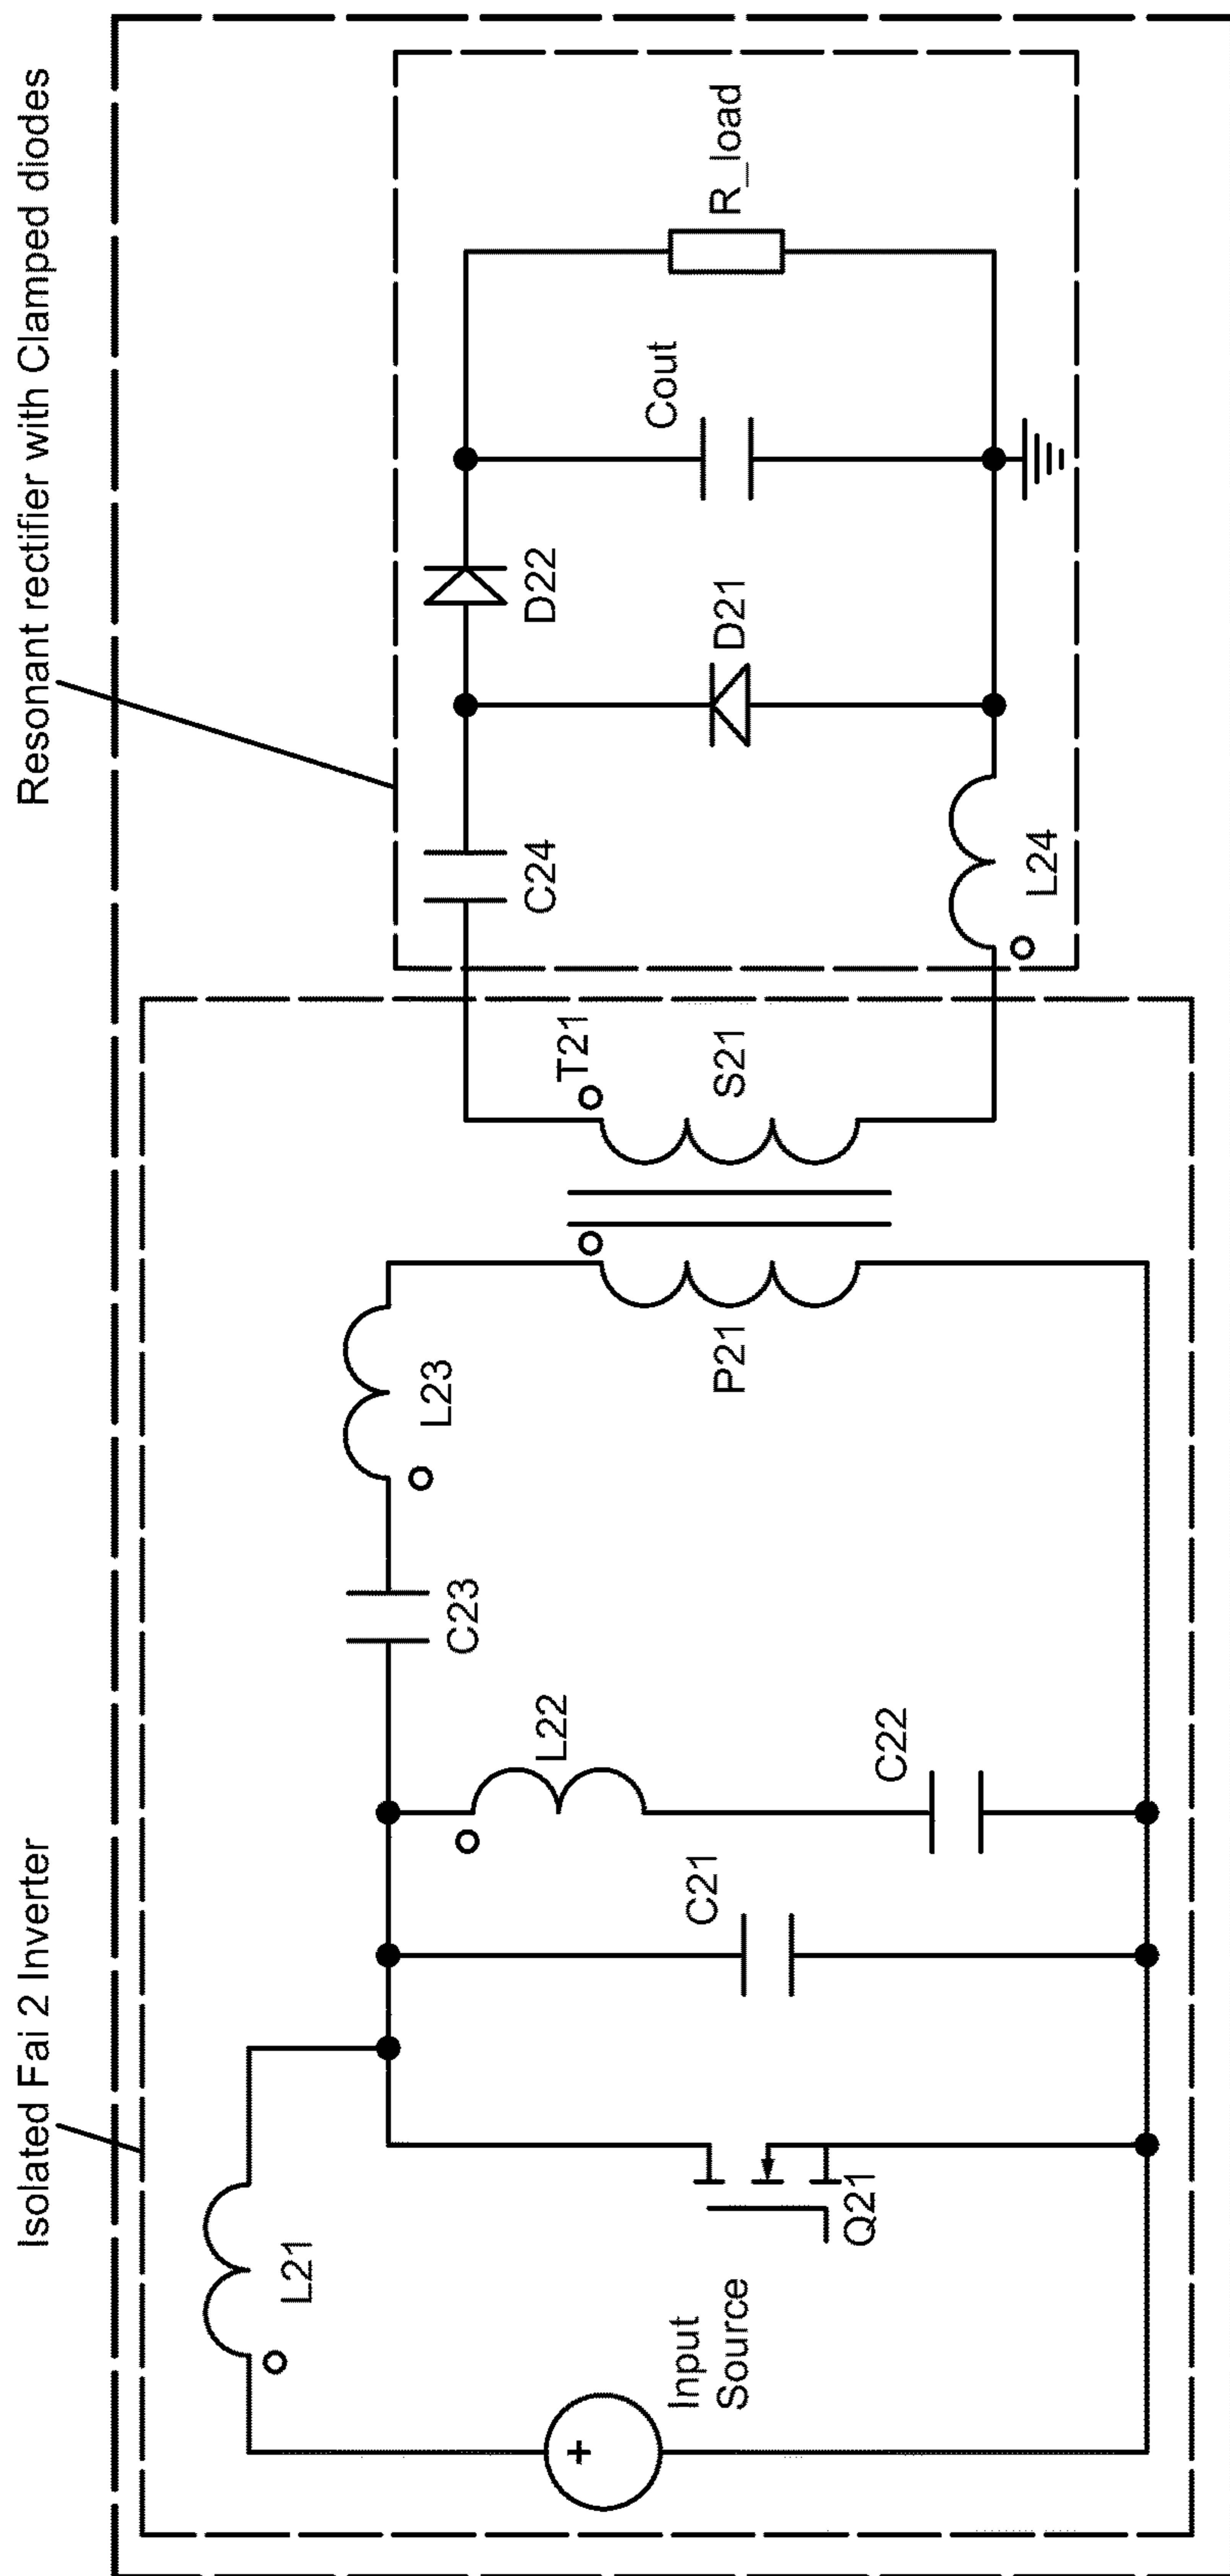 Isolated Fai 2 Inverter
Resonant rectifier with Clamped diodes
L21
Input
Source
+
Q21
C21
L22
C22
C23
L23
P21
T21
S21
C24
L24
D22
D21
Cout
R_load